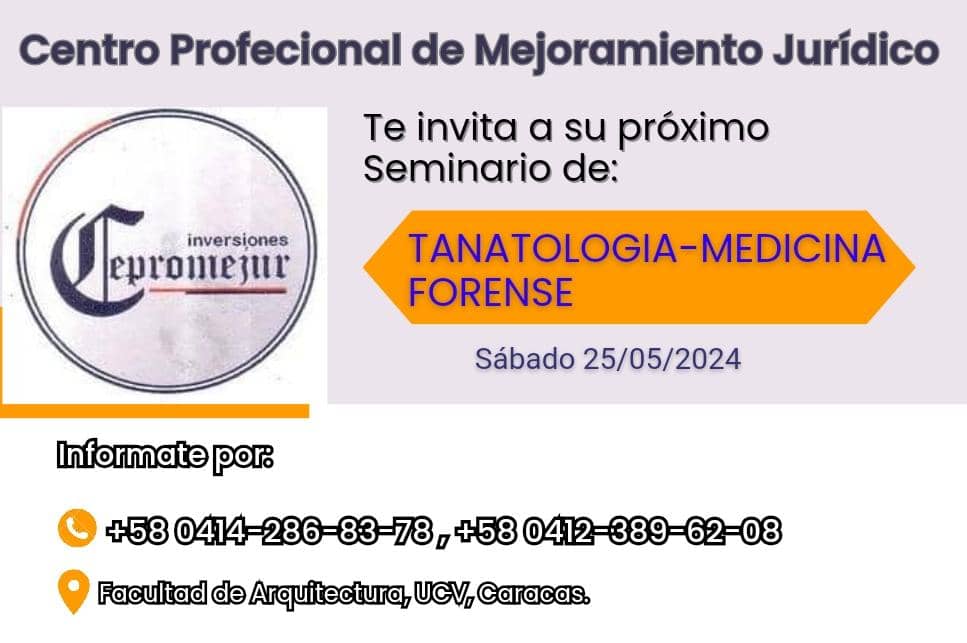 Centro Profecional de Mejoramiento Jurídico
Te invita a su próximo
Seminario de:
inversiones
Cepromejur
TANATOLOGIA-MEDICINA
FORENSE
Sábado 25/05/2024
Informate por:
+58 0414-286-83-78 , +58 0412-389-62-08
Facultad de Arquitectura, UCV, Caracas.